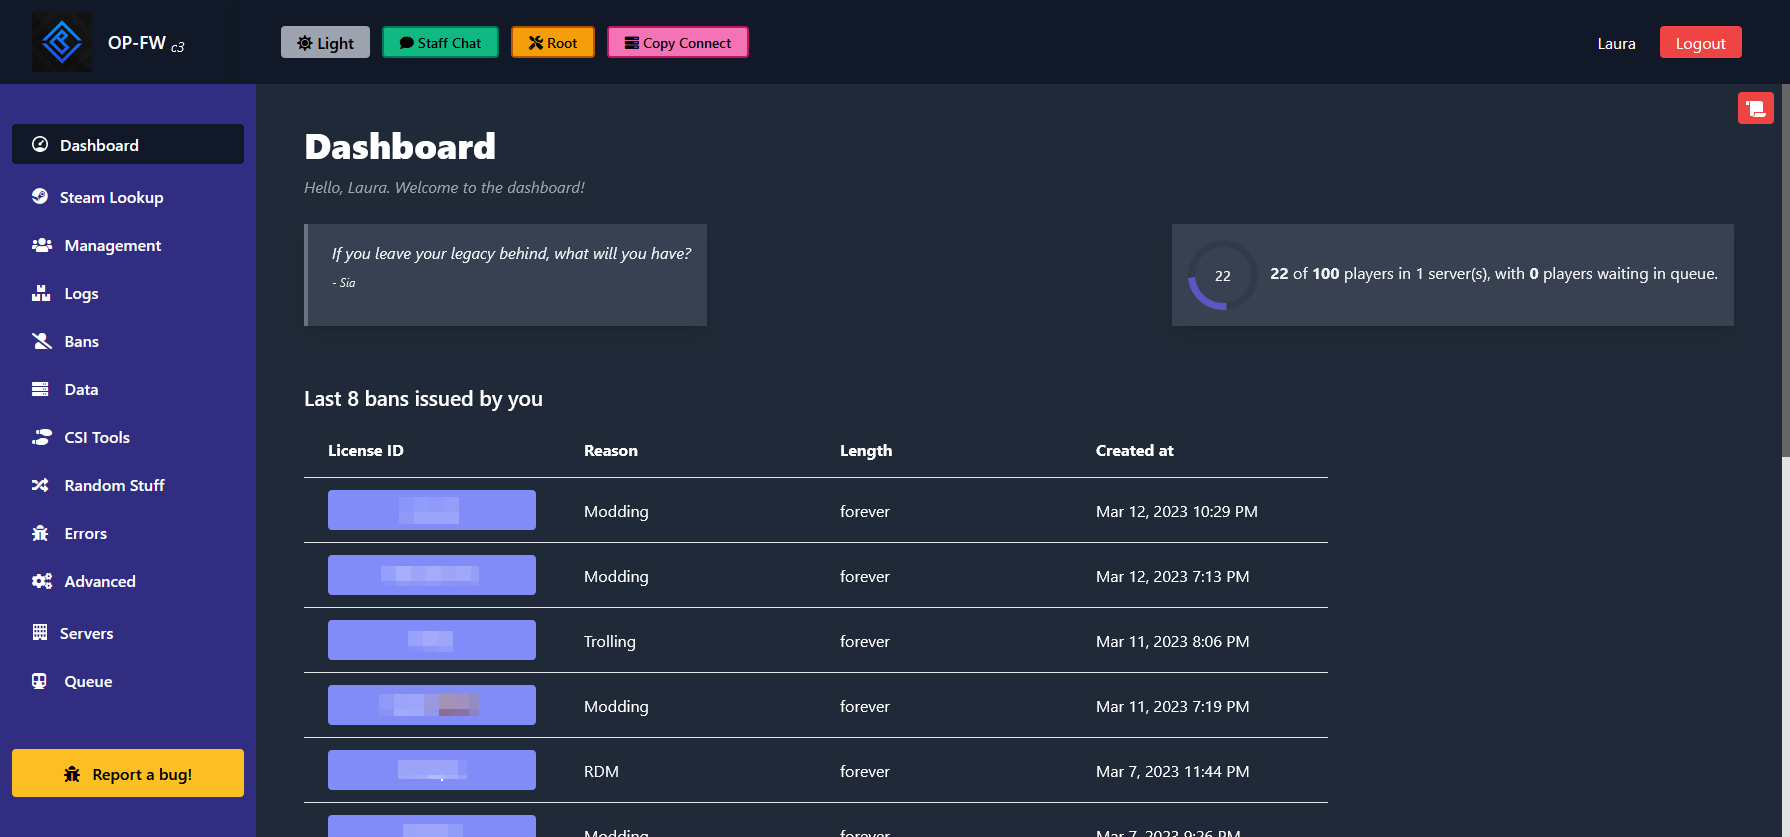 OP-FW c3
Light
Staff Chat
Root
Copy Connect
Laura
Logout
Dashboard
Steam Lookup
Management
Logs
Bans
Data
CSI Tools
Random Stuff
Errors
Advanced
Servers
Queue
Report a bug!
Dashboard
Hello, Laura. Welcome to the dashboard!
If you leave your legacy behind, what will you have?
- Sia
22
22 of 100 players in 1 server(s), with 0 players waiting in queue.
Last 8 bans issued by you
License ID Reason Length Created at
Modding forever Mar 12, 2023 10:29 PM
Modding forever Mar 12, 2023 7:13 PM
Trolling forever Mar 11, 2023 8:06 PM
Modding forever Mar 11, 2023 7:19 PM
RDM forever Mar 7, 2023 11:44 PM
Modding forever Mar 7, 2023 9:26 PM